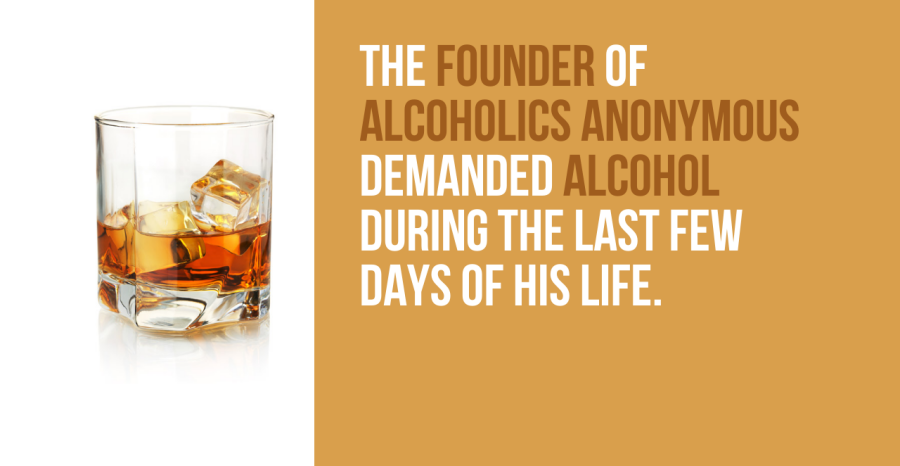 THE FOUNDER OF
ALCOHOLICS ANONYMOUS
DEMANDED ALCOHOL
DURING THE LAST FEW
DAYS OF HIS LIFE.